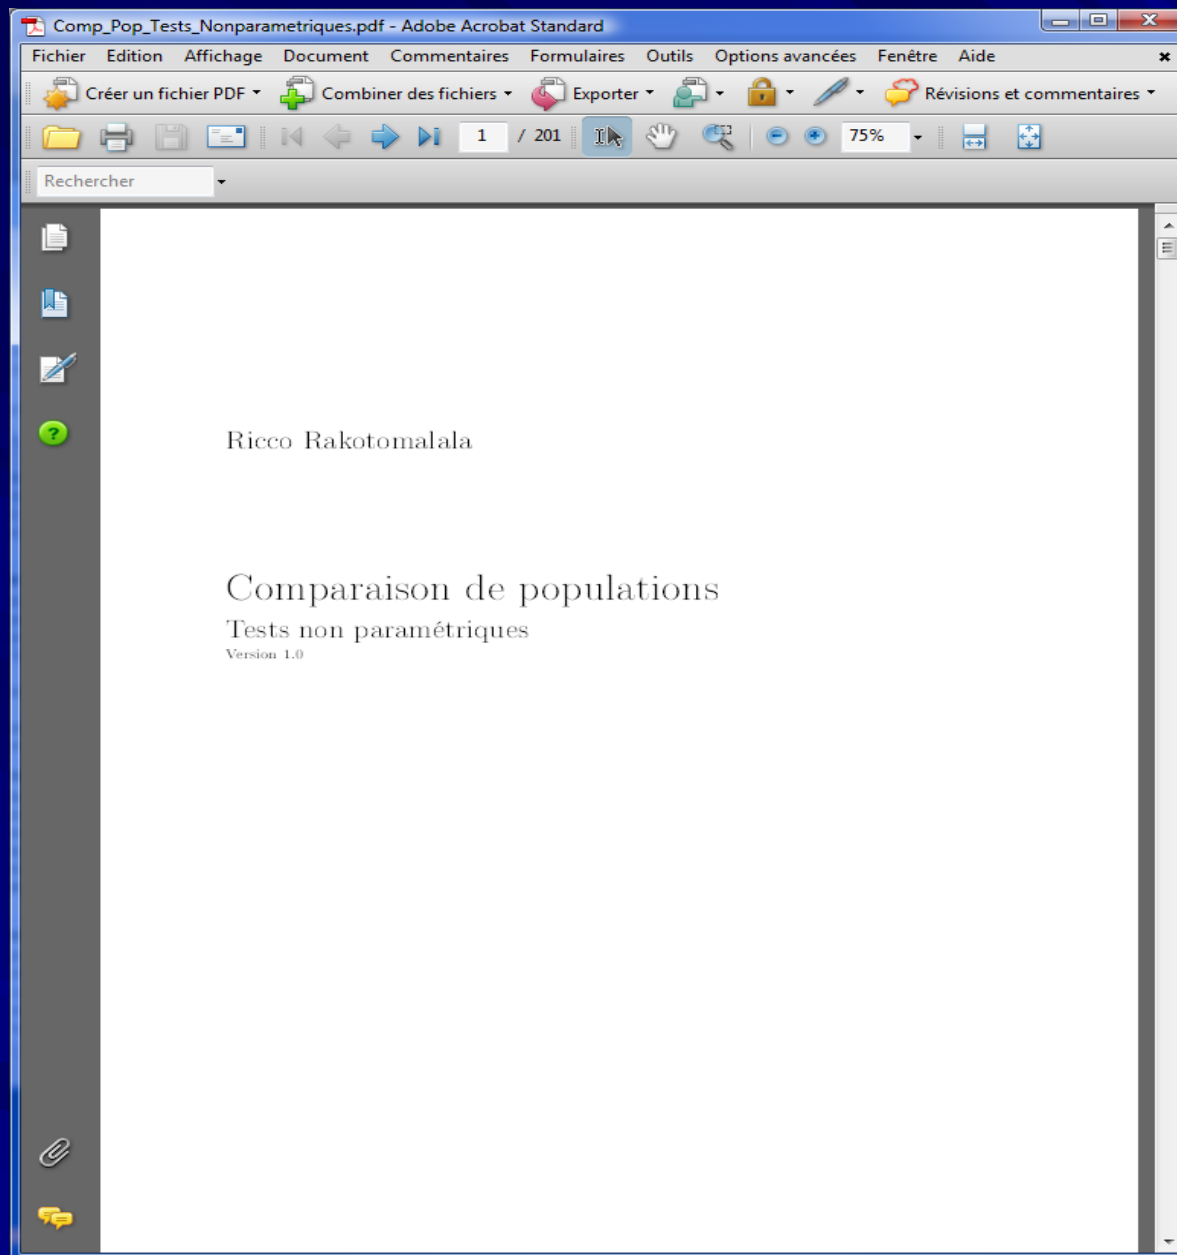 Comp_Pop_Tests_Nonparametriques.pdf - Adobe Acrobat Standard
Fichier Edition Affichage Document Commentaires Formulaires Outils Options avancées Fenêtre Aide
Créer un fichier PDF Combiner des fichiers Exporter Révisions et commentaires
1 / 201 75%
Rechercher
Ricco Rakotomalala
Comparaison de populations
Tests non paramétriques
Version 1.0